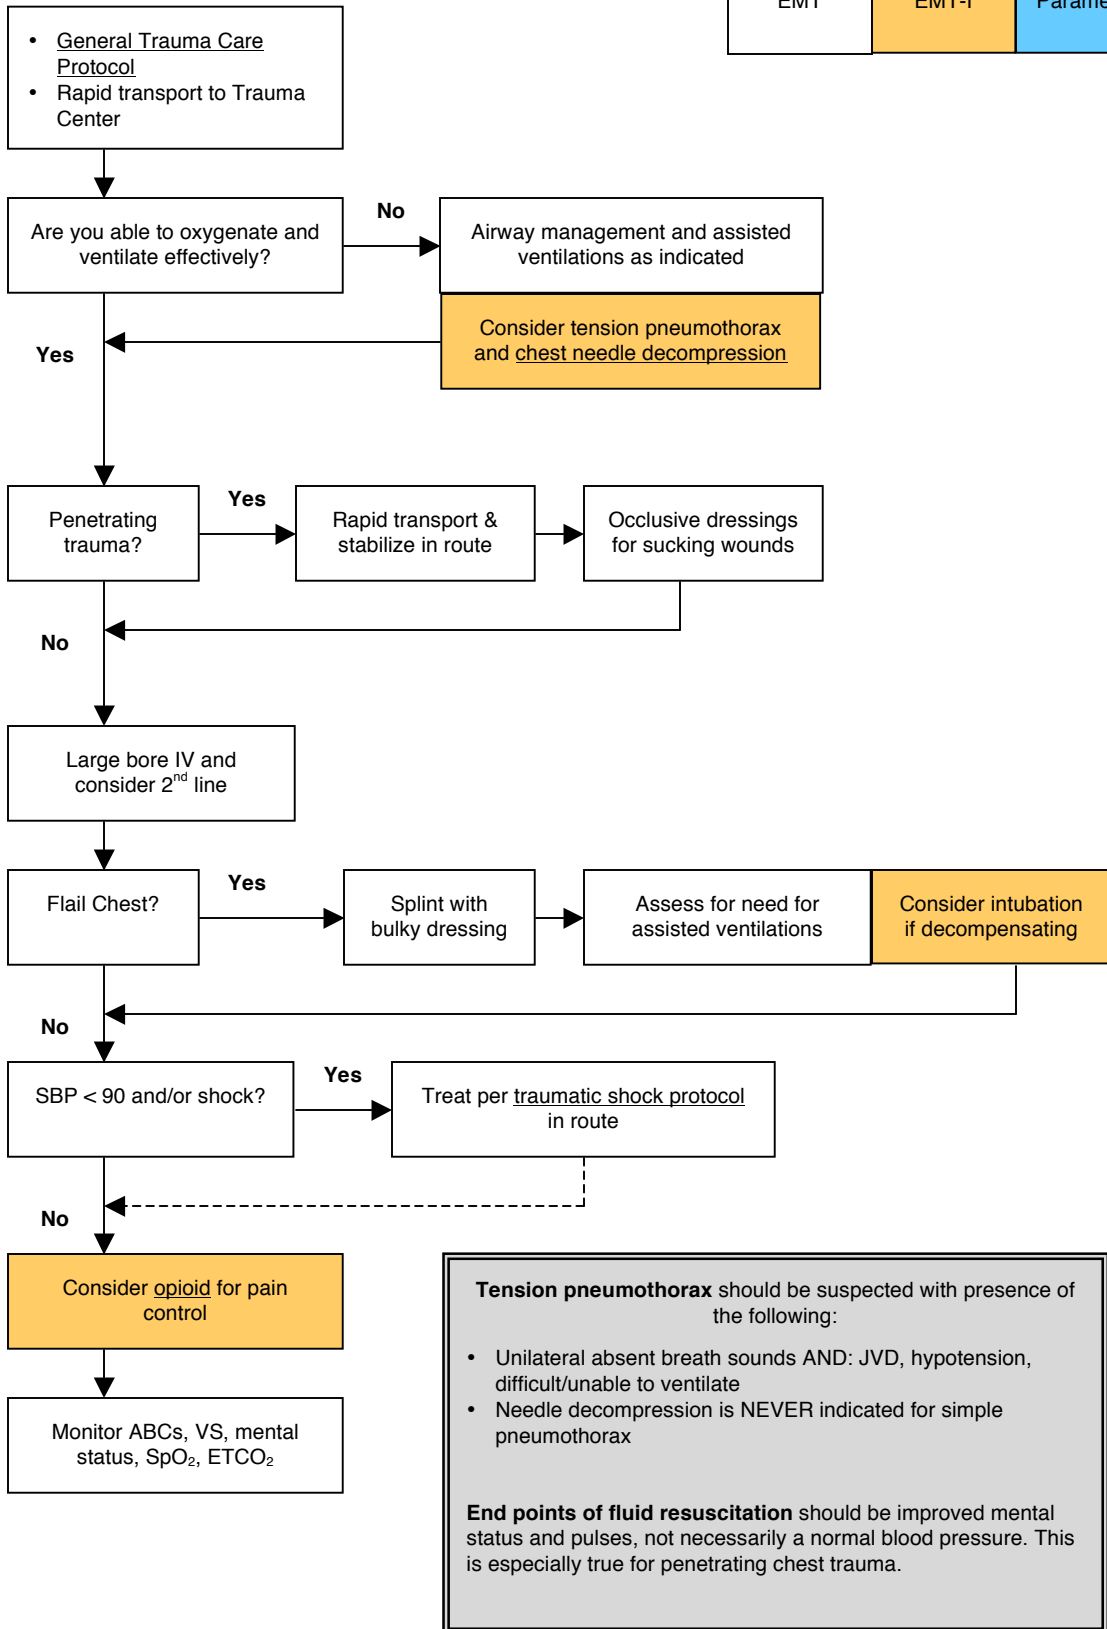 EMT
EMT-I
• General Trauma Care
Protocol
• Rapid transport to Trauma
Center
Are you able to oxygenate and
ventilate effectively?
No
Airway management and assisted
ventilations as indicated
Consider tension pneumothorax
and chest needle decompression
Yes
Penetrating
trauma?
Yes
Rapid transport &
stabilize in route
Occlusive dressings
for sucking wounds
No
Large bore IV and
consider 2nd line
Flail Chest?
Yes
Splint with
bulky dressing
Assess for need for
assisted ventilations
Consider intubation
if decompensating
No
SBP < 90 and/or shock?
Yes
Treat per traumatic shock protocol
in route
No
Consider opioid for pain
control
Monitor ABCs, VS, mental
status, SpO₂, ETCO₂
Tension pneumothorax should be suspected with presence of
the following:
• Unilateral absent breath sounds AND: JVD, hypotension,
difficult/unable to ventilate
• Needle decompression is NEVER indicated for simple
pneumothorax
End points of fluid resuscitation should be improved mental
status and pulses, not necessarily a normal blood pressure. This
is especially true for penetrating chest trauma.